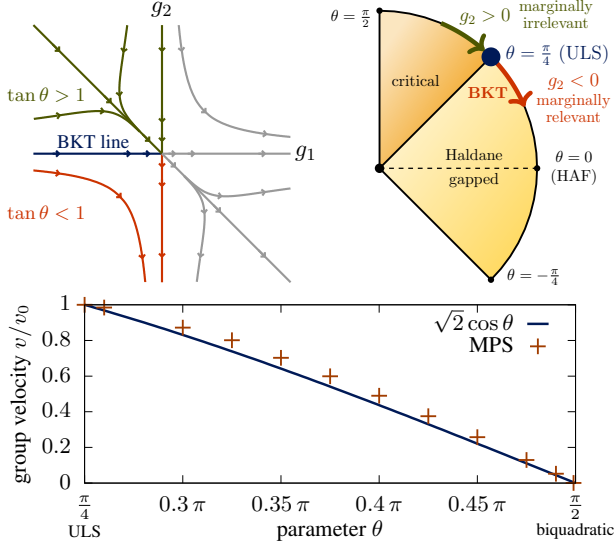 g₂
tan θ > 1
BKT line
g₁
tan θ < 1
θ = π/2
g₂ > 0
marginally
irrelevant
θ = π/4 (ULS)
critical
BKT
g₂ < 0
marginally
relevant
Haldane
gapped
θ = 0
(HAF)
θ = −π/4
group velocity v/v₀
1
0.8
0.6
0.4
0.2
0
√2 cos θ
MPS
π/4
ULS
0.3 π
0.35 π
0.4 π
0.45 π
π/2
biquadratic
parameter θ